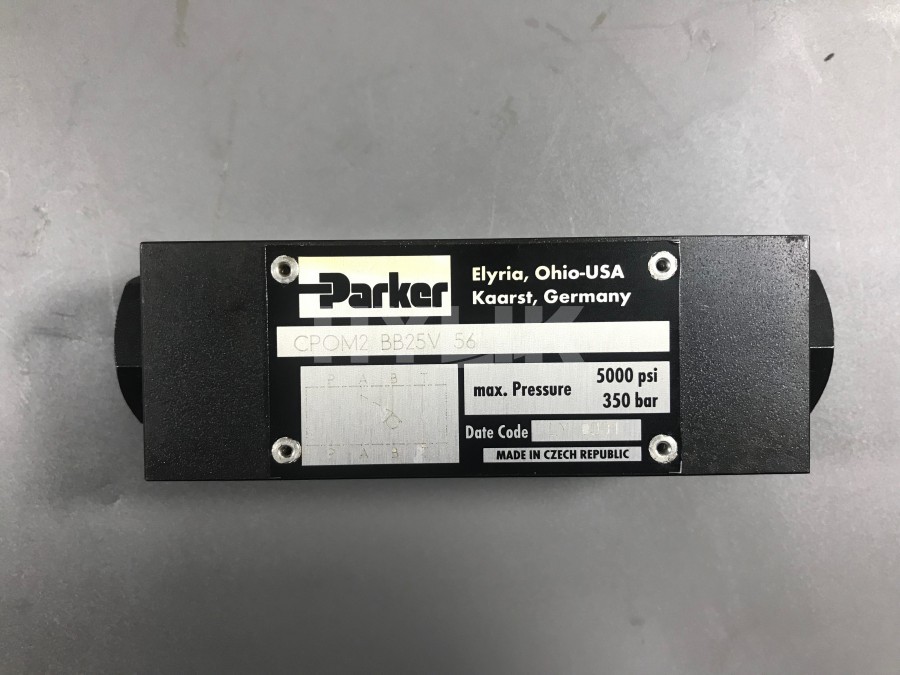 Parker
Elyria, Ohio-USA
Kaarst, Germany
CPOM2 BB25V 56
HYLIK
P A B T
max. Pressure 5000 psi
350 bar
Date Code
P A B
MADE IN CZECH REPUBLIC